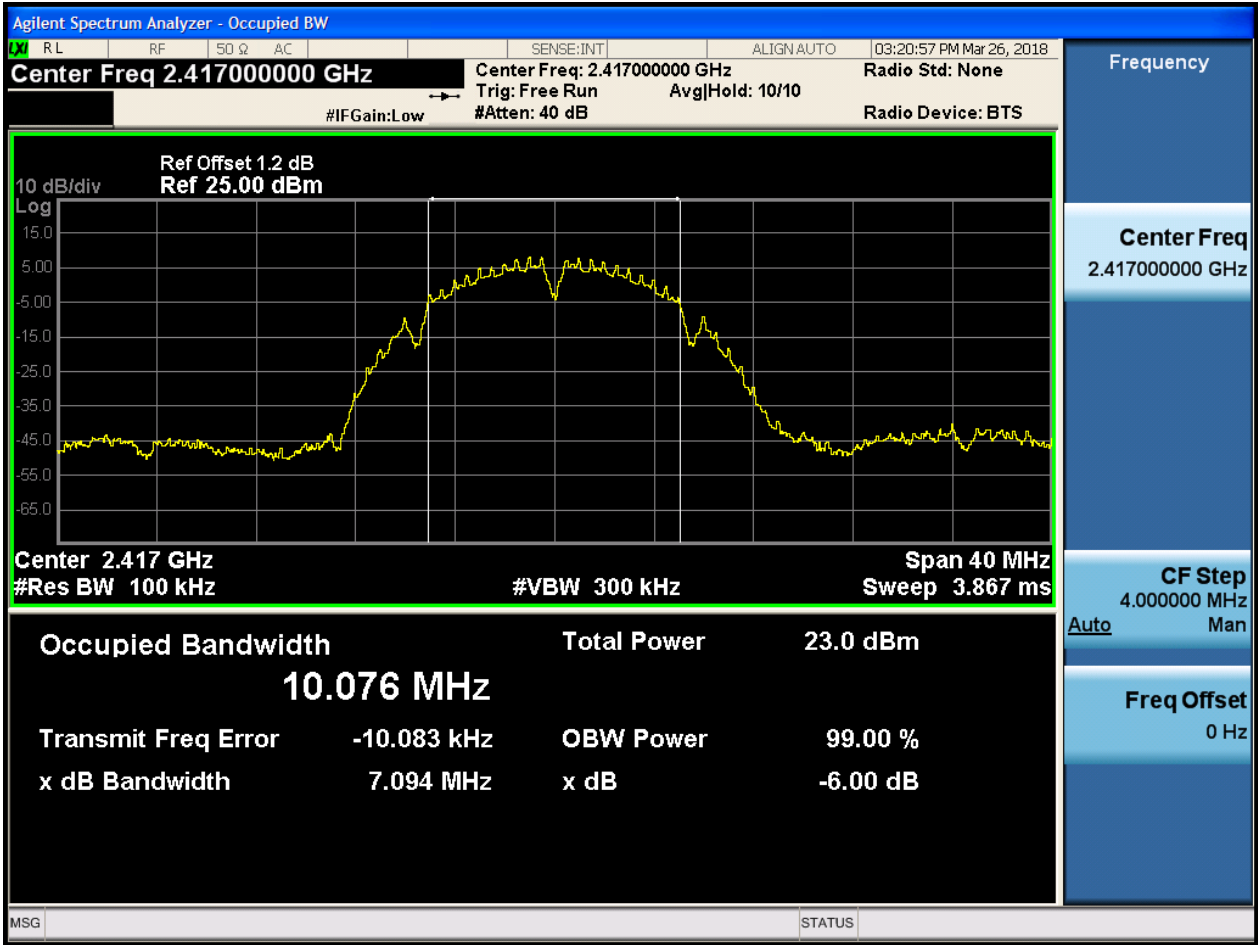 Agilent Spectrum Analyzer - Occupied BW
LXI RL RF 50 Ω AC SENSE:INT ALIGN AUTO 03:20:57 PM Mar 26, 2018
Center Freq 2.417000000 GHz
Center Freq: 2.417000000 GHz Radio Std: None
Trig: Free Run Avg|Hold: 10/10
#IFGain:Low #Atten: 40 dB Radio Device: BTS
Ref Offset 1.2 dB
10 dB/div Ref 25.00 dBm
Log
15.0
5.00
-5.00
-15.0
-25.0
-35.0
-45.0
-55.0
-65.0
Center 2.417 GHz Span 40 MHz
#Res BW 100 kHz #VBW 300 kHz Sweep 3.867 ms
Occupied Bandwidth Total Power 23.0 dBm
10.076 MHz
Transmit Freq Error -10.083 kHz OBW Power 99.00 %
x dB Bandwidth 7.094 MHz x dB -6.00 dB
Frequency
Center Freq
2.417000000 GHz
CF Step
4.000000 MHz
Auto Man
Freq Offset
0 Hz
MSG STATUS